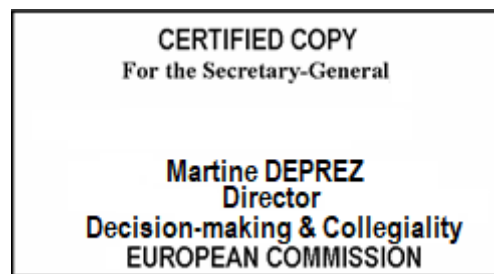 CERTIFIED COPY
For the Secretary-General
Martine DEPREZ
Director
Decision-making & Collegiality
EUROPEAN COMMISSION